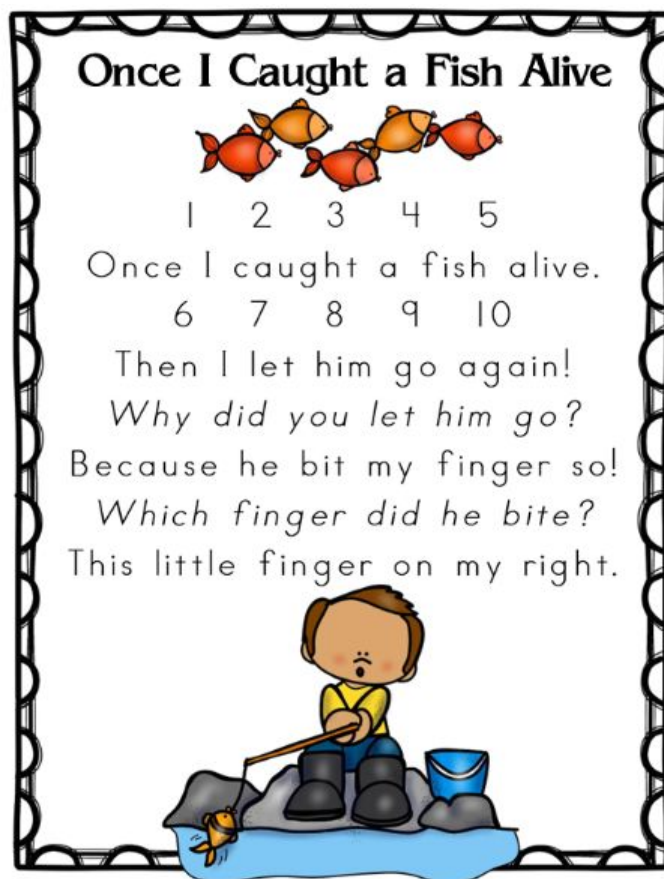 Once I Caught a Fish Alive
1 2 3 4 5
Once I caught a fish alive.
6 7 8 9 10
Then I let him go again!
Why did you let him go?
Because he bit my finger so!
Which finger did he bite?
This little finger on my right.